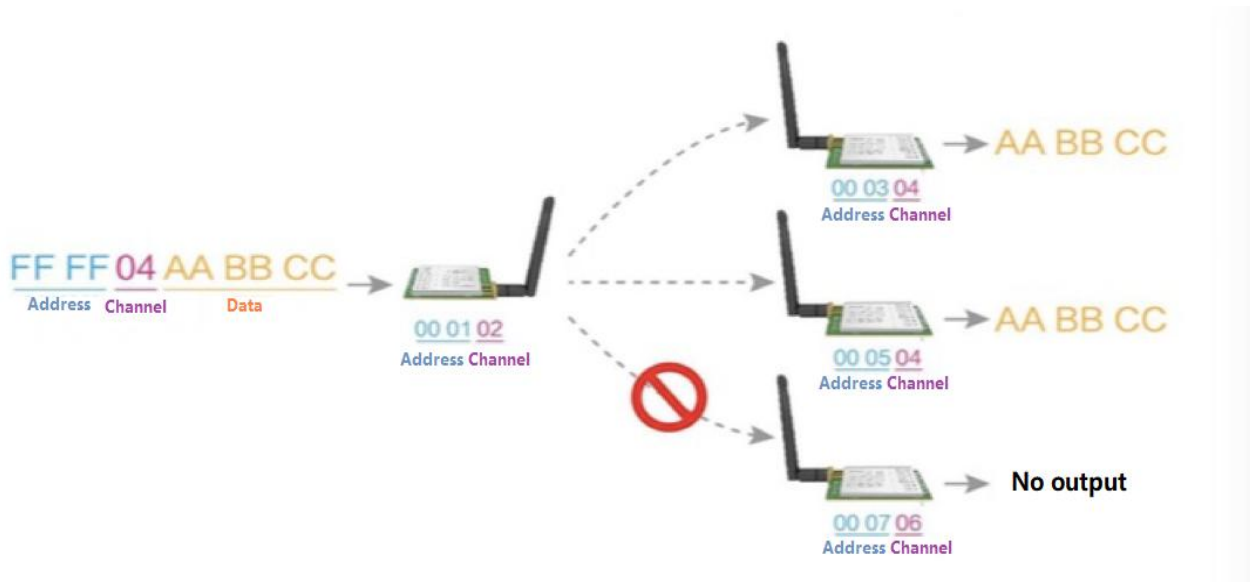 AA BB CC
00 03 04
Address Channel
FF FF 04 AA BB CC
Address Channel Data
00 01 02
Address Channel
AA BB CC
00 05 04
Address Channel
No output
00 07 06
Address Channel